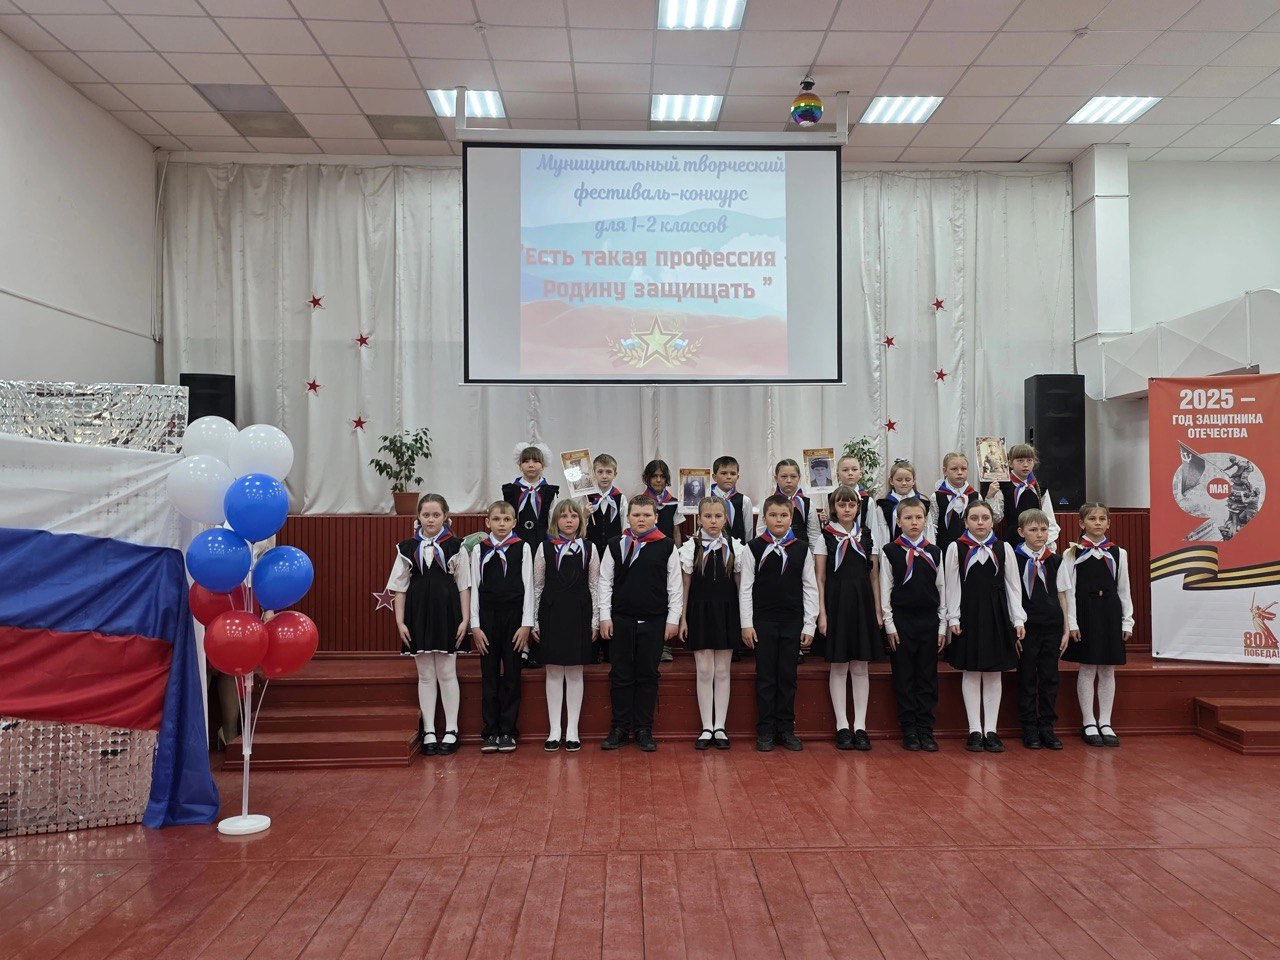 Муниципальный творческий
фестиваль-конкурс
для 1-2 классов
"Есть такая профессия -
Родину защищать"
2025 –
ГОД ЗАЩИТНИКА
ОТЕЧЕСТВА
МАЯ
80
ПОБЕДА!